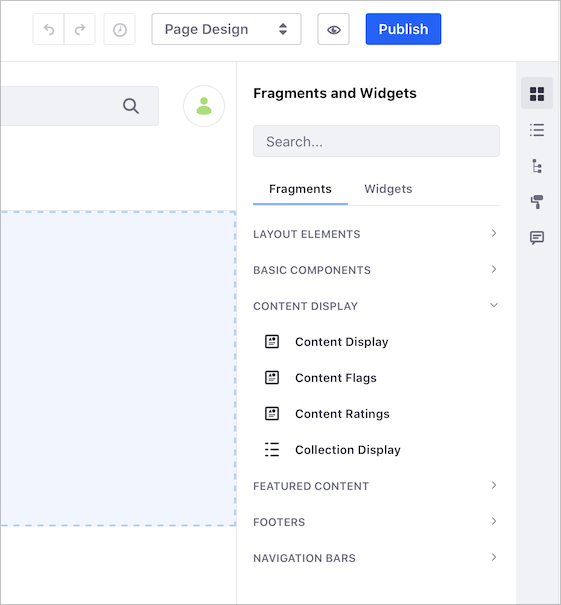 Page Design
Publish
Fragments and Widgets
Search...
Fragments Widgets
LAYOUT ELEMENTS
BASIC COMPONENTS
CONTENT DISPLAY
Content Display
Content Flags
Content Ratings
Collection Display
FEATURED CONTENT
FOOTERS
NAVIGATION BARS